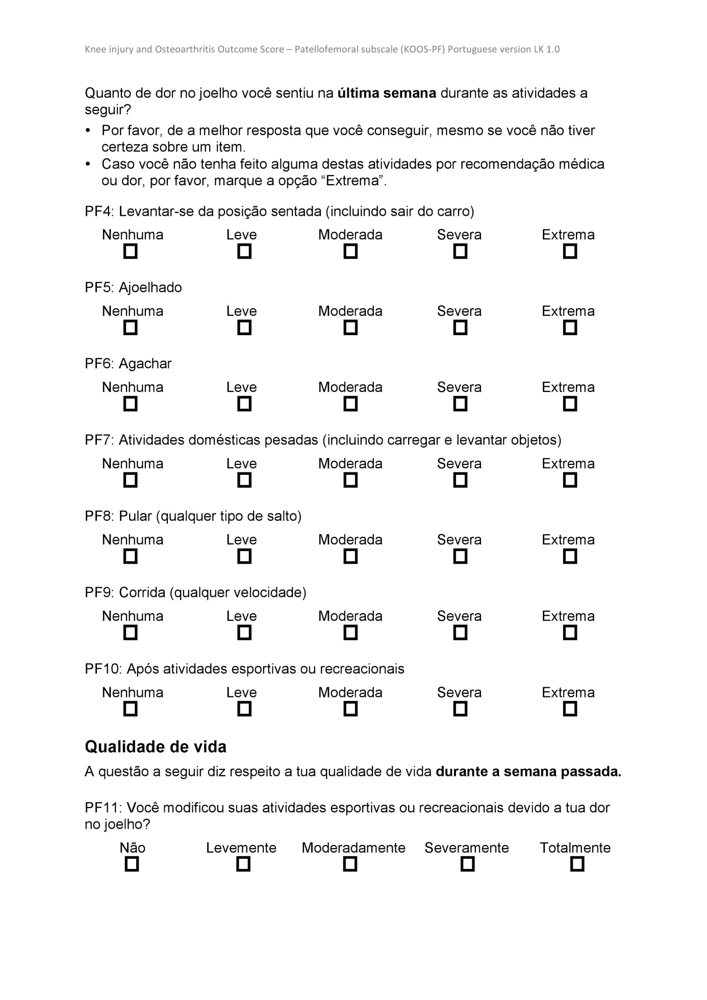 Knee injury and Osteoarthritis Outcome Score – Patellofemoral subscale (KOOS-PF) Portuguese version LK 1.0
Quanto de dor no joelho você sentiu na última semana durante as atividades a
seguir?
• Por favor, de a melhor resposta que você conseguir, mesmo se você não tiver
certeza sobre um item.
• Caso você não tenha feito alguma destas atividades por recomendação médica
ou dor, por favor, marque a opção “Extrema”.
PF4: Levantar-se da posição sentada (incluindo sair do carro)
Nenhuma Leve Moderada Severa Extrema
PF5: Ajoelhado
Nenhuma Leve Moderada Severa Extrema
PF6: Agachar
Nenhuma Leve Moderada Severa Extrema
PF7: Atividades domésticas pesadas (incluindo carregar e levantar objetos)
Nenhuma Leve Moderada Severa Extrema
PF8: Pular (qualquer tipo de salto)
Nenhuma Leve Moderada Severa Extrema
PF9: Corrida (qualquer velocidade)
Nenhuma Leve Moderada Severa Extrema
PF10: Após atividades esportivas ou recreacionais
Nenhuma Leve Moderada Severa Extrema
Qualidade de vida
A questão a seguir diz respeito a tua qualidade de vida durante a semana passada.
PF11: Você modificou suas atividades esportivas ou recreacionais devido a tua dor
no joelho?
Não Levemente Moderadamente Severamente Totalmente